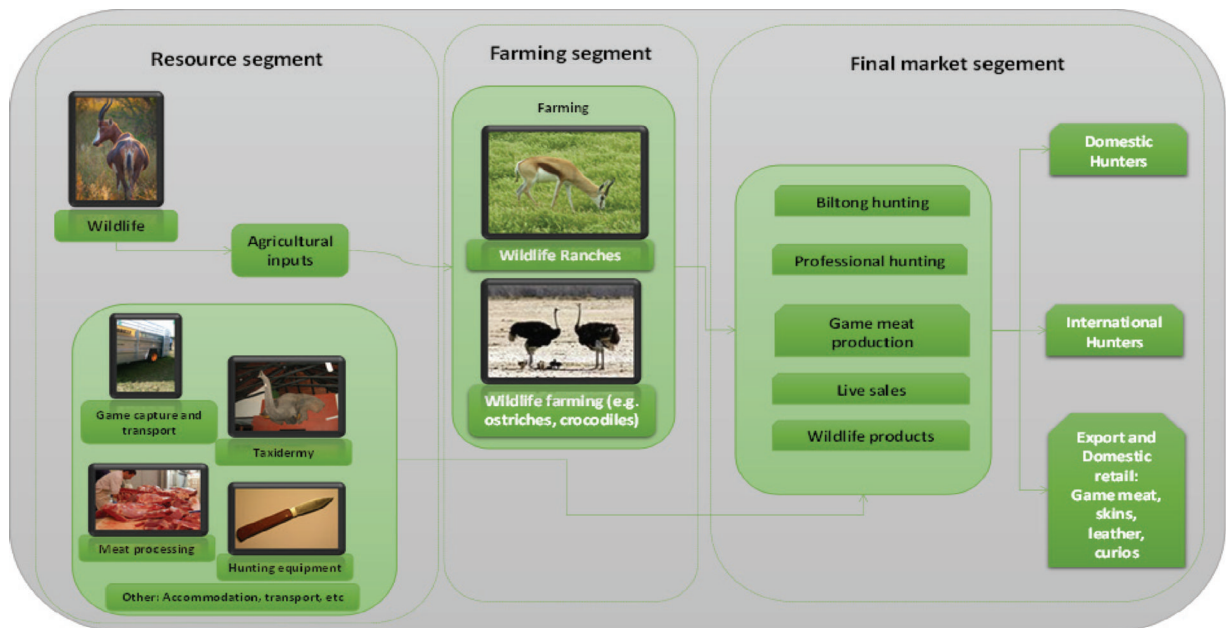 Resource segment
Wildlife
Agricultural
inputs
Game capture and
transport
Taxidermy
Meat processing
Hunting equipment
Other: Accommodation, transport, etc
Farming segment
Farming
Wildlife Ranches
Wildlife farming (e.g.
ostriches, crocodiles)
Final market segement
Biltong hunting
Professional hunting
Game meat
production
Live sales
Wildlife products
Domestic
Hunters
International
Hunters
Export and
Domestic
retail:
Game meat,
skins,
leather,
curios